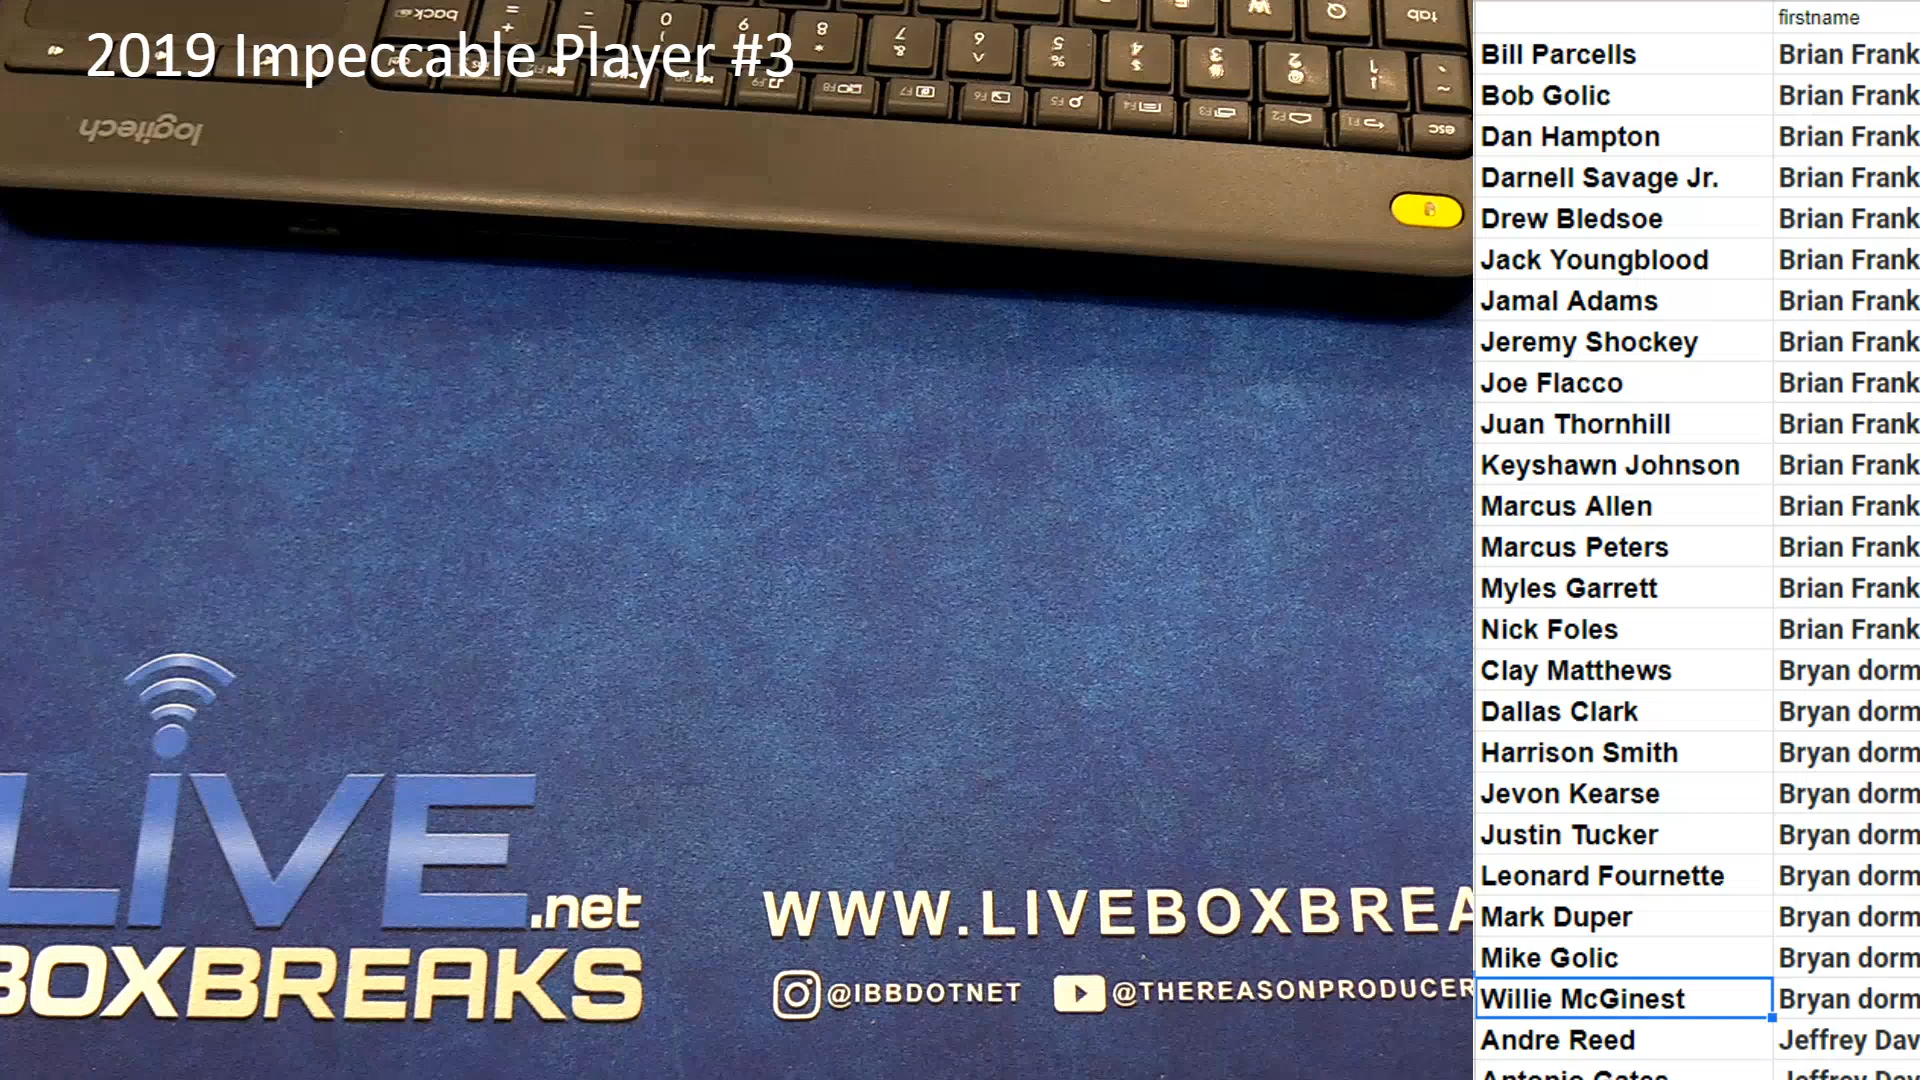 2019 Impeccable Player #3
logitech
back
tab
esc
LIVE.net
BOXBREAKS
WWW.LIVEBOXBREA
@IBBDOTNET
@THEREASONPRODUCER
firstname
Bill Parcells Brian Frank
Bob Golic Brian Frank
Dan Hampton Brian Frank
Darnell Savage Jr. Brian Frank
Drew Bledsoe Brian Frank
Jack Youngblood Brian Frank
Jamal Adams Brian Frank
Jeremy Shockey Brian Frank
Joe Flacco Brian Frank
Juan Thornhill Brian Frank
Keyshawn Johnson Brian Frank
Marcus Allen Brian Frank
Marcus Peters Brian Frank
Myles Garrett Brian Frank
Nick Foles Brian Frank
Clay Matthews Bryan dorm
Dallas Clark Bryan dorm
Harrison Smith Bryan dorm
Jevon Kearse Bryan dorm
Justin Tucker Bryan dorm
Leonard Fournette Bryan dorm
Mark Duper Bryan dorm
Mike Golic Bryan dorm
Willie McGinest Bryan dorm
Andre Reed Jeffrey Dav